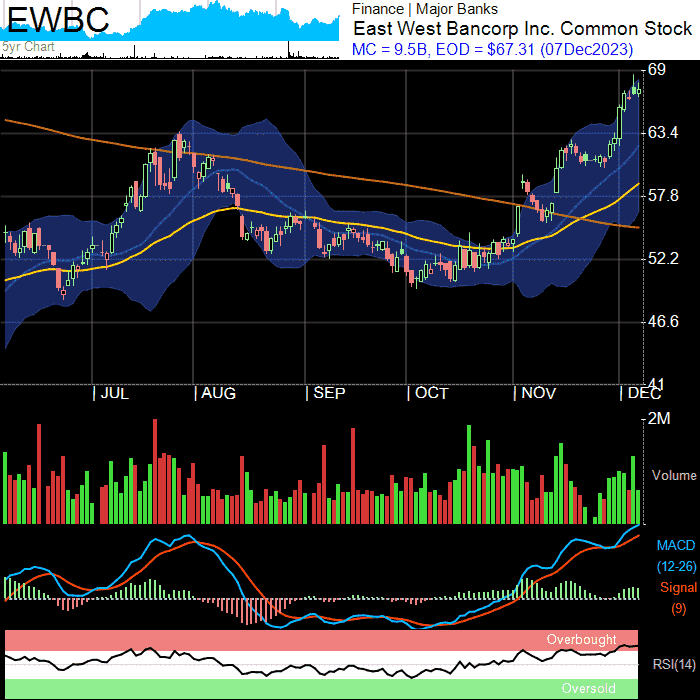 EWBC
5yr Chart
Finance | Major Banks
East West Bancorp Inc. Common Stock
MC = 9.5B, EOD = $67.31 (07Dec2023)
69
63.4
57.8
52.2
46.6
41
| JUL | AUG | SEP | OCT | NOV | DEC
2M
Volume
MACD
(12-26)
Signal
(9)
Overbought
RSI(14)
Oversold